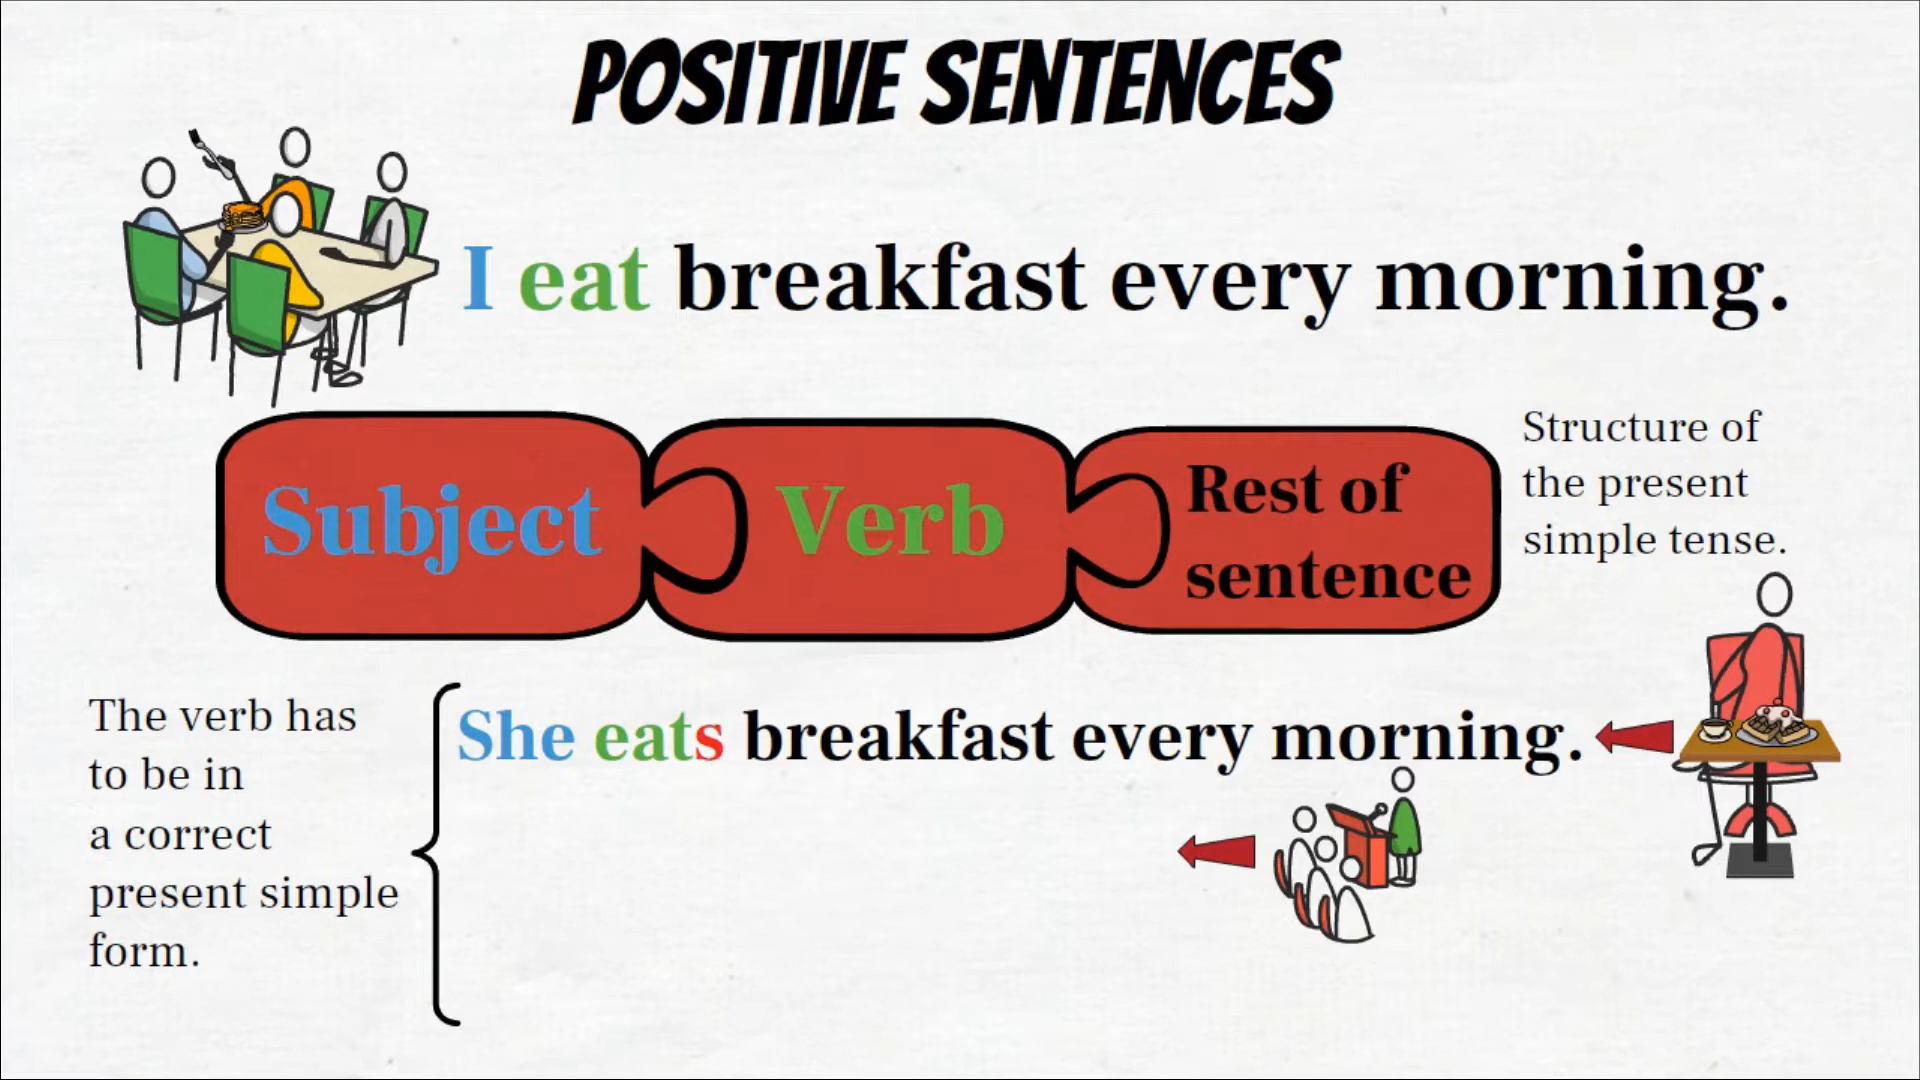 POSITIVE SENTENCES
I eat breakfast every morning.
Subject
Verb
Rest of
sentence
Structure of
the present
simple tense.
The verb has
to be in
a correct
present simple
form.
She eats breakfast every morning.